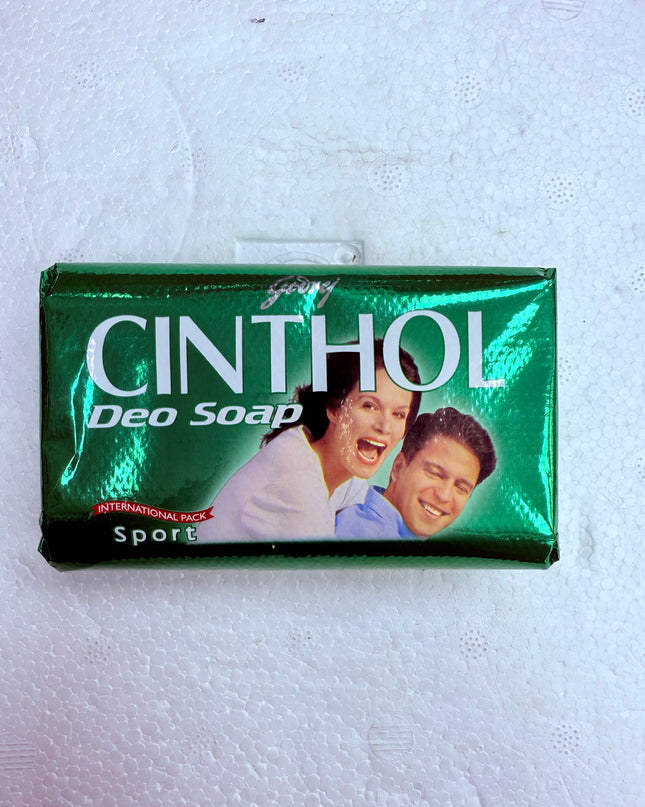 Godrej
CINTHOL
Deo Soap
INTERNATIONAL PACK
Sport